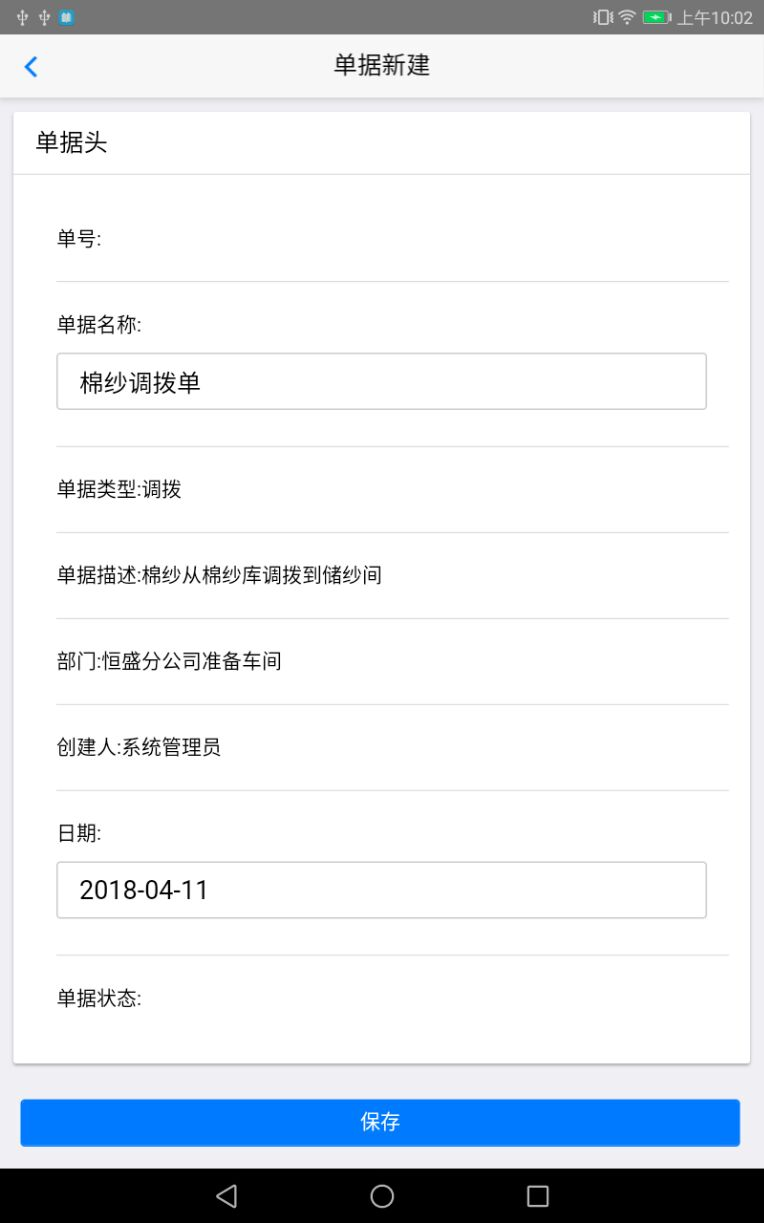 上午10:02
单据新建
单据头
单号:
单据名称:
棉纱调拨单
单据类型:调拨
单据描述:棉纱从棉纱库调拨到储纱间
部门:恒盛分公司准备车间
创建人:系统管理员
日期:
2018-04-11
单据状态:
保存